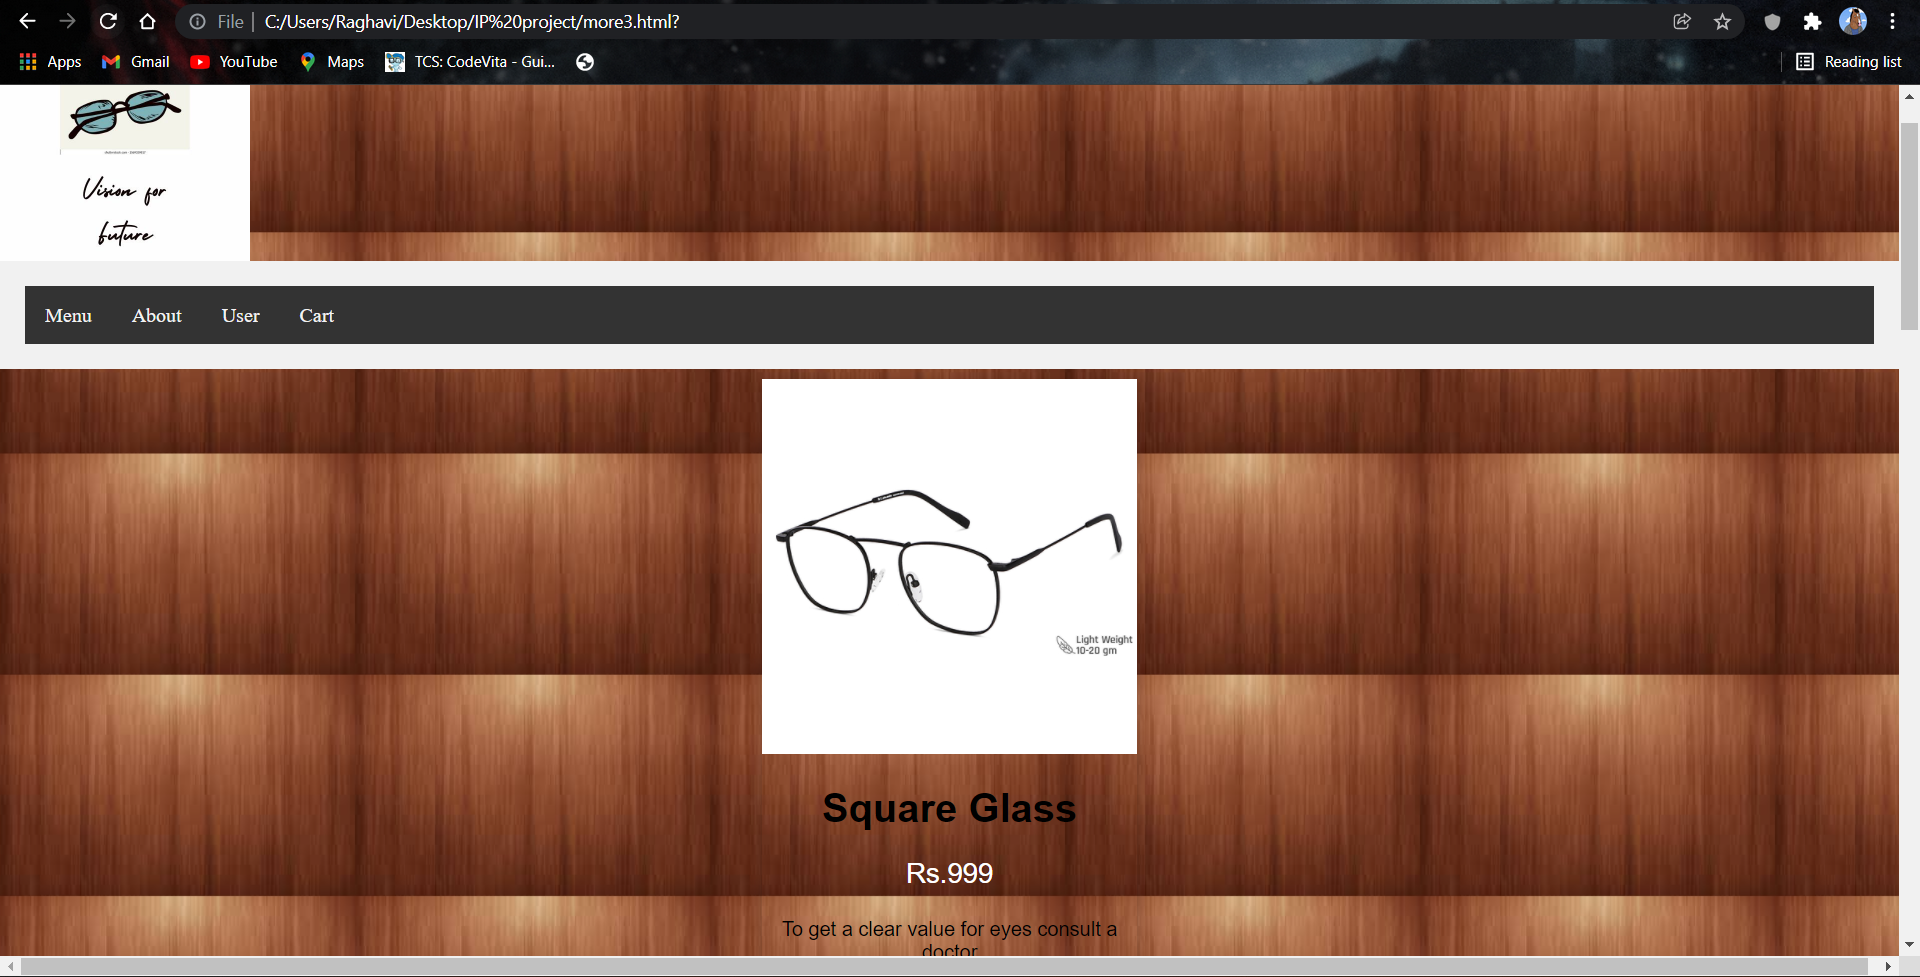 File | C:/Users/Raghavi/Desktop/IP%20project/more3.html?
Apps Gmail YouTube Maps TCS: CodeVita - Gui... Reading list
Vision for
future
Menu About User Cart
Light Weight
10-20 gm
Square Glass
Rs.999
To get a clear value for eyes consult a
doctor